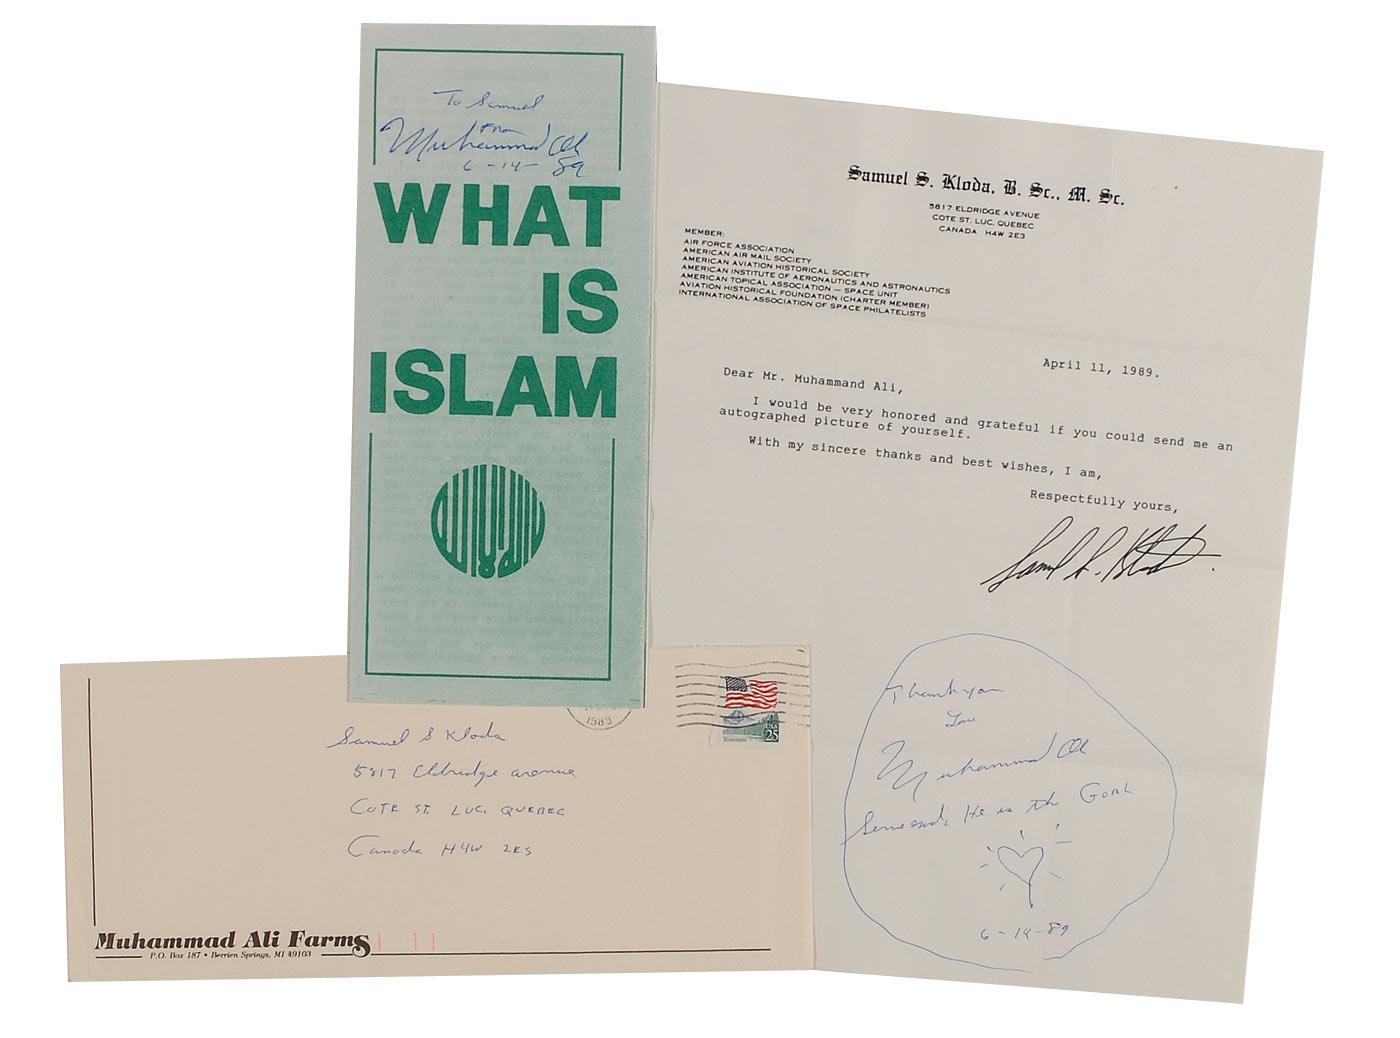 To Samuel
From
Muhammad Ali
6-14-89
WHAT
IS
ISLAM
Samuel S. Kloda, B. Sc., M. Sc.
5817 ELDRIDGE AVENUE
COTE ST. LUC, QUEBEC
CANADA H4W 2E3
MEMBER:
AIR FORCE ASSOCIATION
AMERICAN AIR MAIL SOCIETY
AMERICAN AVIATION HISTORICAL SOCIETY
AMERICAN INSTITUTE OF AERONAUTICS AND ASTRONAUTICS
AMERICAN TOPICAL ASSOCIATION — SPACE UNIT
AVIATION HISTORICAL FOUNDATION (CHARTER MEMBER)
INTERNATIONAL ASSOCIATION OF SPACE PHILATELISTS
April 11, 1989.
Dear Mr. Muhammand Ali,
I would be very honored and grateful if you could send me an
autographed picture of yourself.
With my sincere thanks and best wishes, I am,
Respectfully yours,
Samuel S. Kloda
Thank you
Love
Muhammad Ali
He is the Goal
6-14-89
1989
USA
25
Samuel S Kloda
5817 Eldridge avenue
COTE ST. LUC, QUEBEC
Canada H4W 2E3
Muhammad Ali Farms
P.O. Box 187 • Berrien Springs, MI 49103